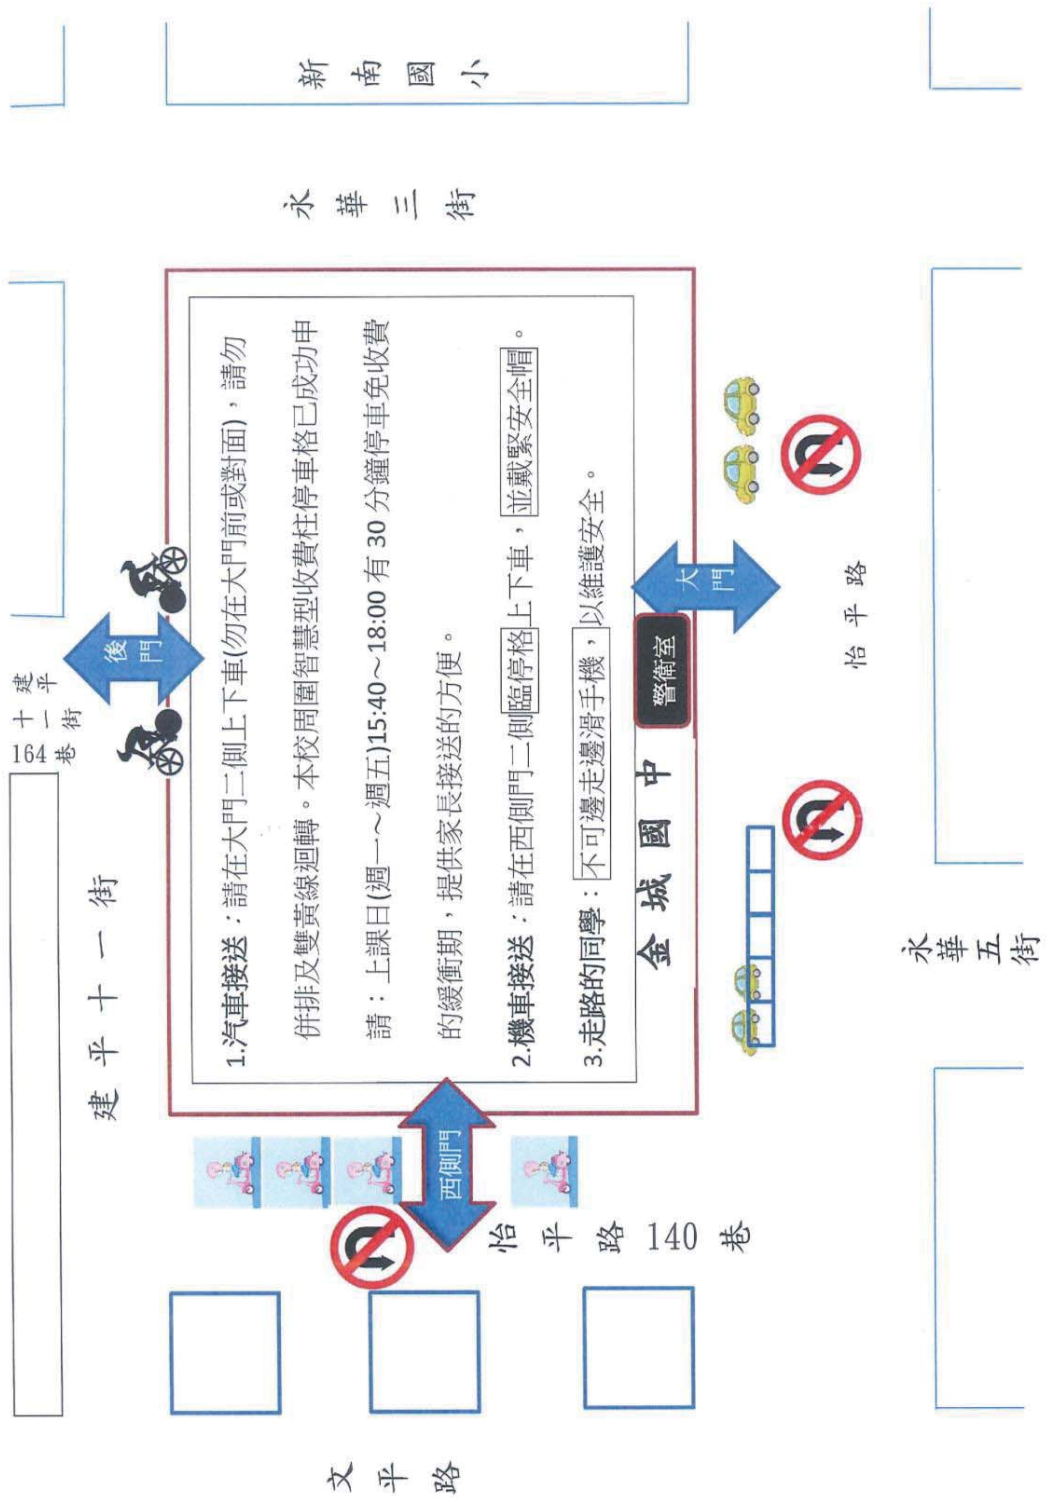 建平十一街
164巷
建平十一街
後門
1.汽車接送：請在大門二側上下車(勿在大門前或對面)，請勿
併排及雙黃線迴轉。本校周圍智慧型收費柱停車格已成功申
請：上課日(週一～週五)15:40～18:00 有 30 分鐘停車免收費
的緩衝期，提供家長接送的方便。
2.機車接送：請在西側門二側臨停格上下車，並戴緊安全帽。
3.走路的同學：不可邊走邊滑手機，以維護安全。
金城國中
警衛室
大門
西側門
文平路
怡平路 140 巷
永華三街
新南國小
怡平路
永華五街